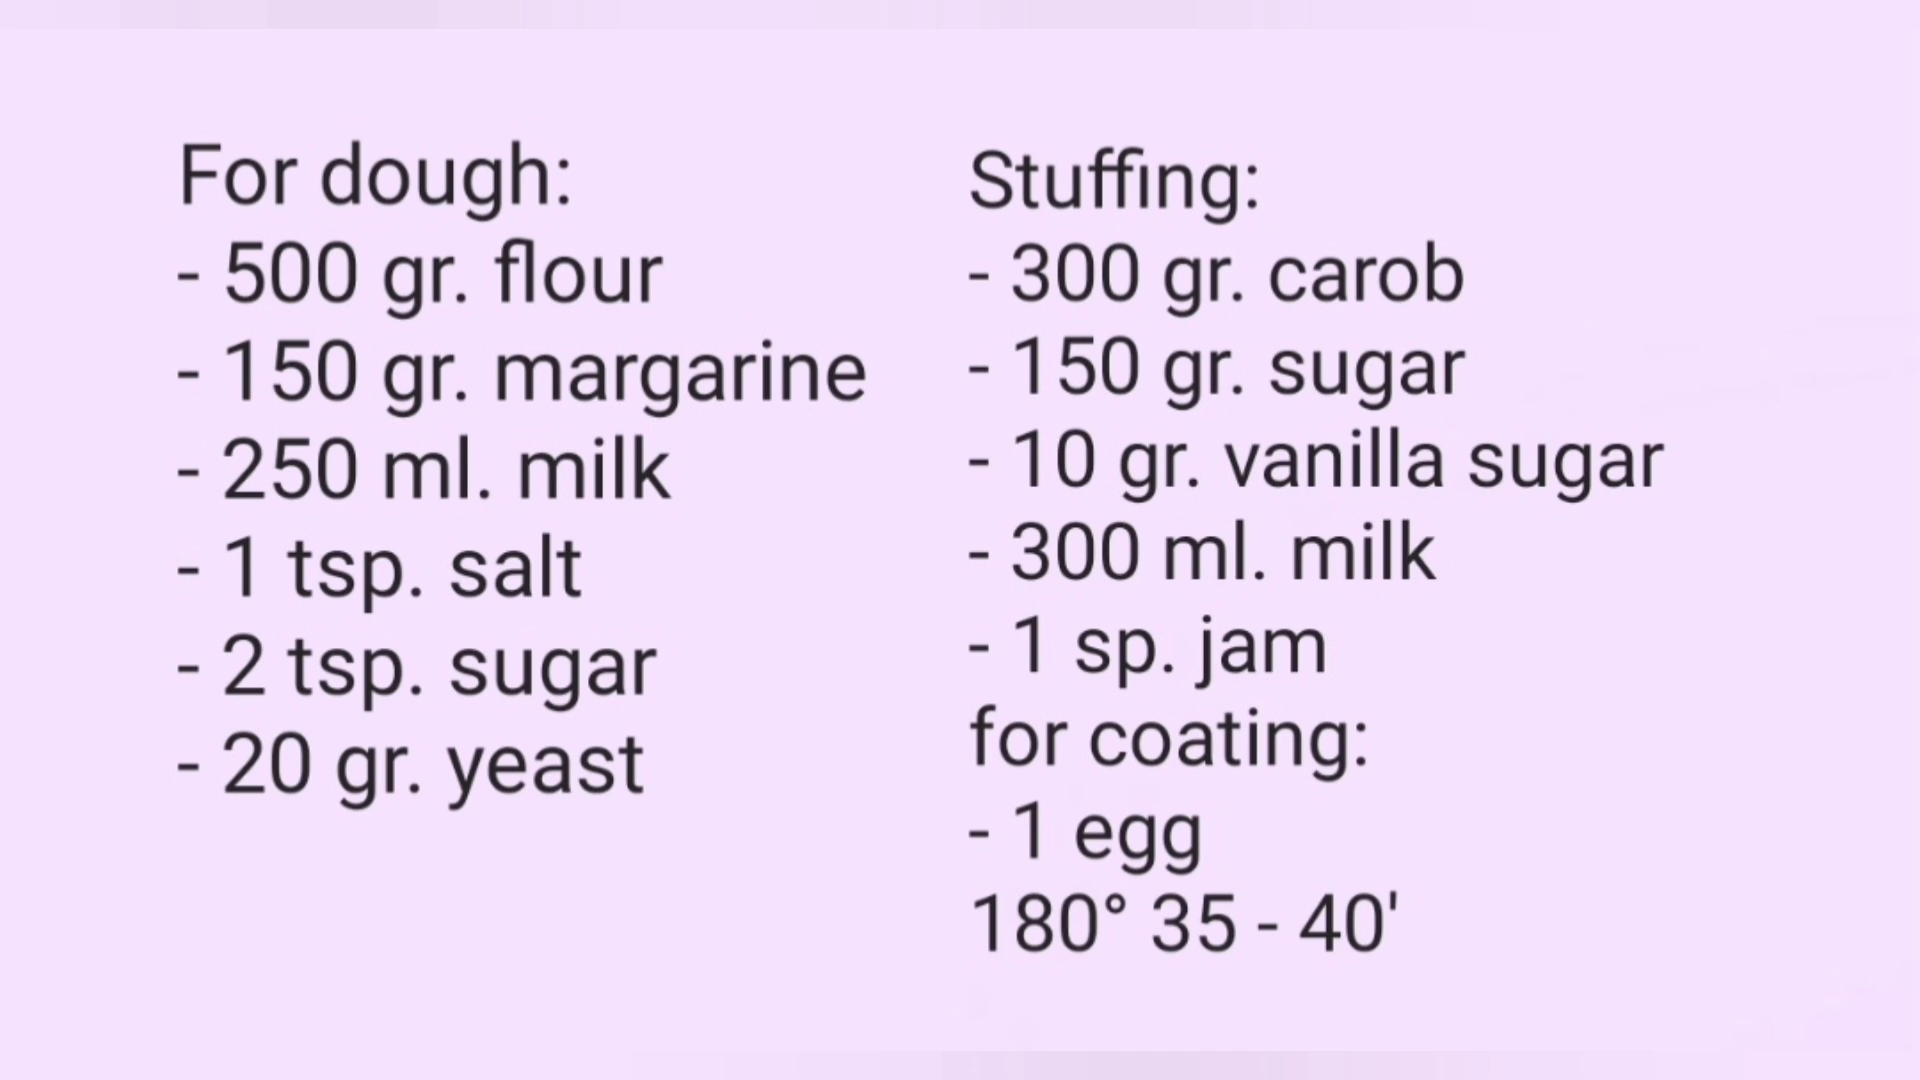 For dough:
- 500 gr. flour
- 150 gr. margarine
- 250 ml. milk
- 1 tsp. salt
- 2 tsp. sugar
- 20 gr. yeast
Stuffing:
- 300 gr. carob
- 150 gr. sugar
- 10 gr. vanilla sugar
- 300 ml. milk
- 1 sp. jam
for coating:
- 1 egg
180° 35 - 40'